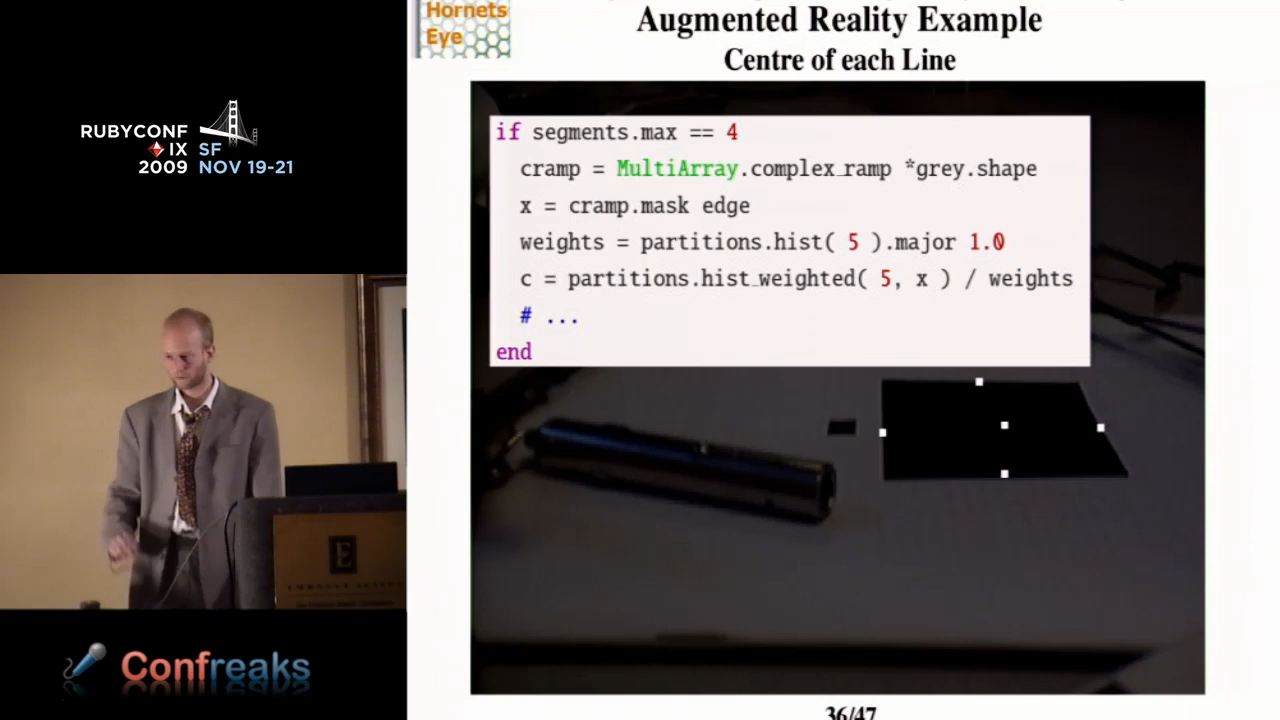 RUBYCONF
IX SF
2009 NOV 19-21
Confreaks
Hornets
Eye
Augmented Reality Example
Centre of each Line
if segments.max == 4
cramp = MultiArray.complex_ramp *grey.shape
x = cramp.mask edge
weights = partitions.hist( 5 ).major 1.0
c = partitions.hist_weighted( 5, x ) / weights
# ...
end
E
36/47